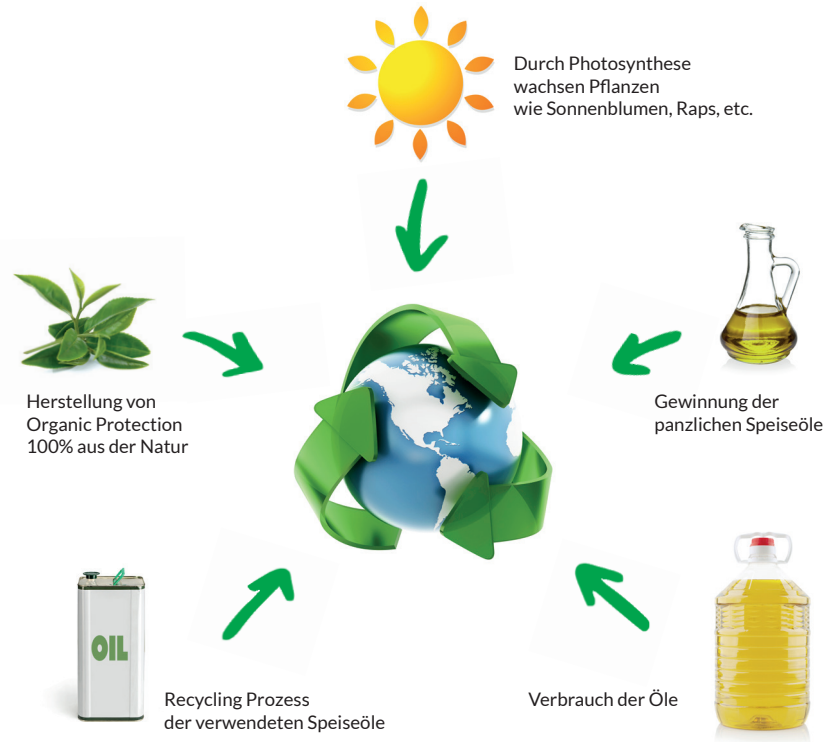 Durch Photosynthese
wachsen Pflanzen
wie Sonnenblumen, Raps, etc.
Gewinnung der
panzlichen Speiseöle
Verbrauch der Öle
OIL
Recycling Prozess
der verwendeten Speiseöle
Herstellung von
Organic Protection
100% aus der Natur